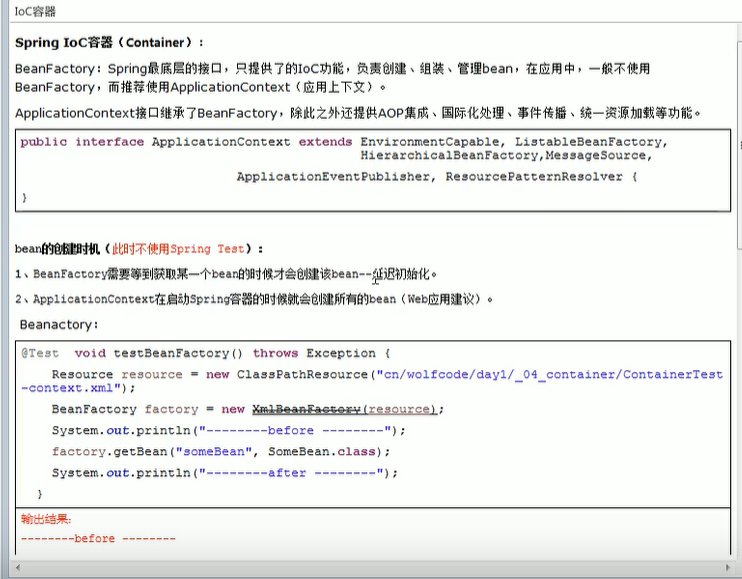 IoC容器
Spring IoC容器（Container）：
BeanFactory：Spring最底层的接口，只提供了的IoC功能，负责创建、组装、管理bean，在应用中，一般不使用
BeanFactory，而推荐使用ApplicationContext（应用上下文）。
ApplicationContext接口继承了BeanFactory，除此之外还提供AOP集成、国际化处理、事件传播、统一资源加载等功能。
public interface ApplicationContext extends EnvironmentCapable, ListableBeanFactory,
HierarchicalBeanFactory,MessageSource,
ApplicationEventPublisher, ResourcePatternResolver {
}
bean的创建时机（此时不使用Spring Test）：
1、BeanFactory需要等到获取某一个bean的时候才会创建该bean--延迟初始化。
2、ApplicationContext在启动Spring容器的时候就会创建所有的bean（Web应用建议）。
Beanactory：
@Test void testBeanFactory() throws Exception {
Resource resource = new ClassPathResource("cn/wolfcode/day1/_04_container/ContainerTest
-context.xml");
BeanFactory factory = new XmlBeanFactory(resource);
System.out.println("--------before --------");
factory.getBean("someBean", SomeBean.class);
System.out.println("--------after --------");
}
输出结果:
--------before --------